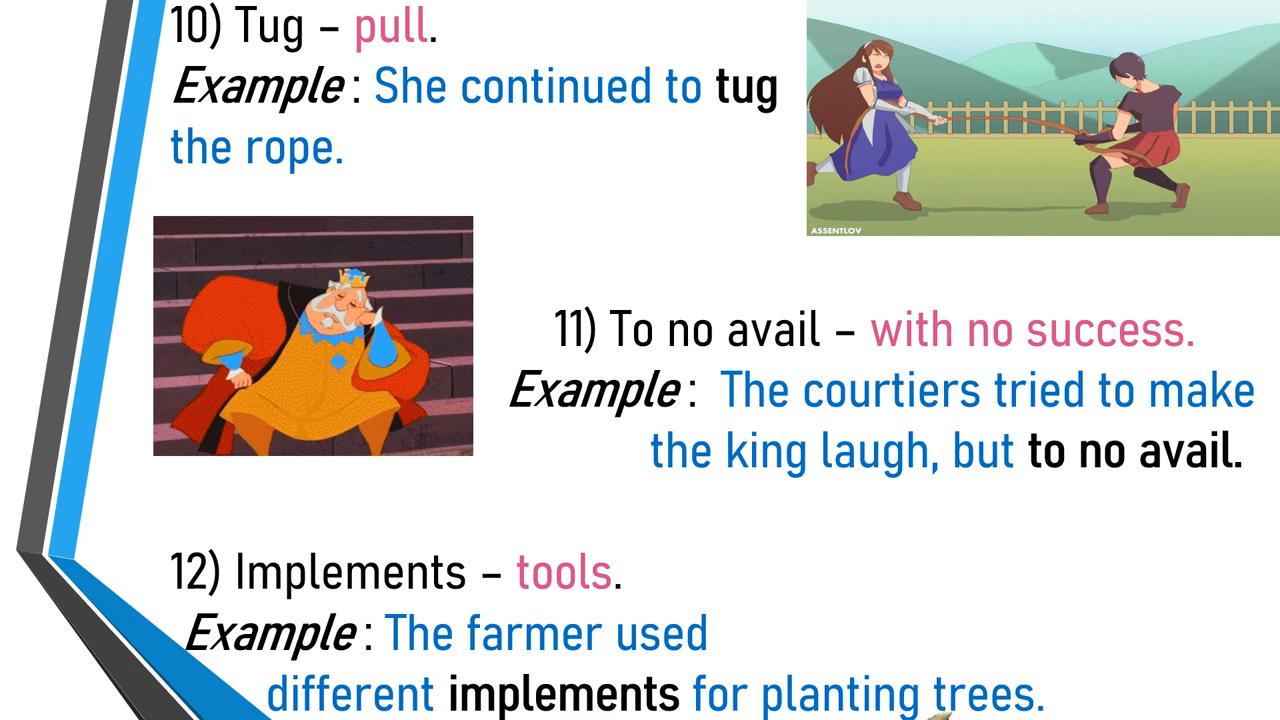 10) Tug – pull.
Example : She continued to tug
the rope.
ASSENTLOV
11) To no avail – with no success.
Example : The courtiers tried to make
the king laugh, but to no avail.
12) Implements – tools.
Example : The farmer used
different implements for planting trees.